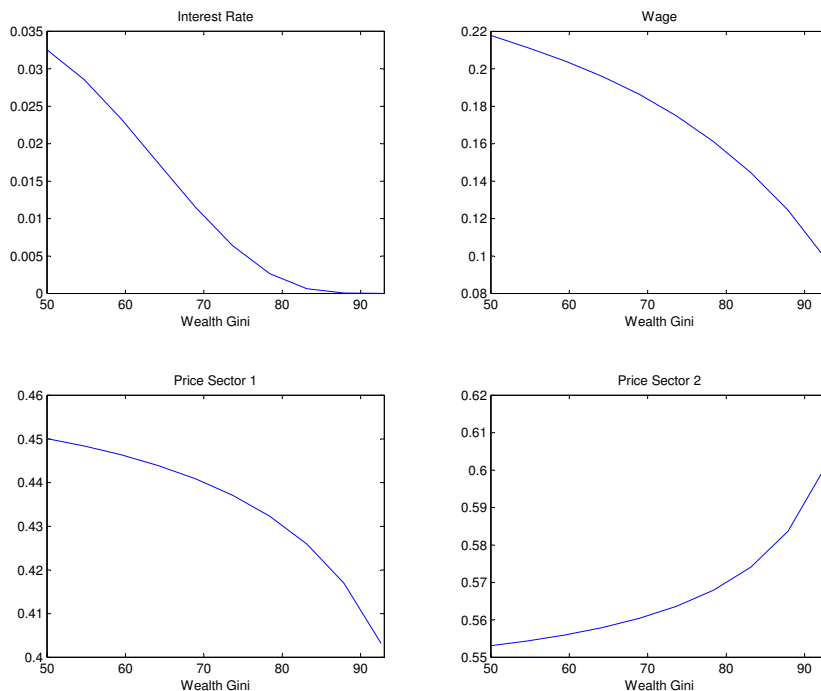 Interest Rate
0.035
0.03
0.025
0.02
0.015
0.01
0.005
0
50 60 70 80 90
Wealth Gini
Wage
0.22
0.2
0.18
0.16
0.14
0.12
0.1
0.08
50 60 70 80 90
Wealth Gini
Price Sector 1
0.46
0.45
0.44
0.43
0.42
0.41
0.4
50 60 70 80 90
Wealth Gini
Price Sector 2
0.62
0.61
0.6
0.59
0.58
0.57
0.56
0.55
50 60 70 80 90
Wealth Gini